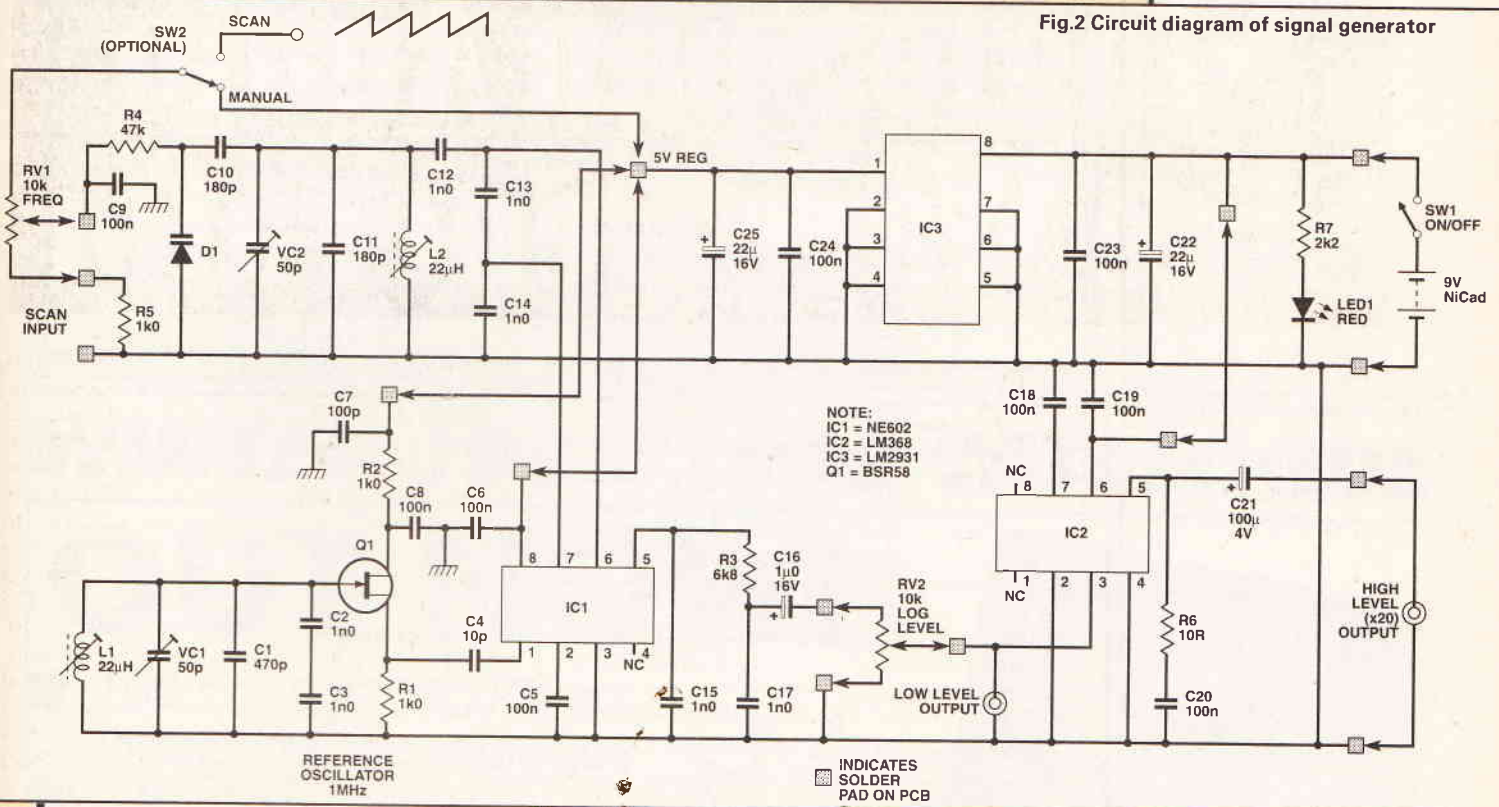 Fig.2 Circuit diagram of signal generator
SW2
(OPTIONAL)
SCAN
MANUAL
R4
47k
RV1
10k
FREQ
C9
100n
C10
180p
D1
VC2
50p
C11
180p
L2
22µH
C12
1n0
C13
1n0
C14
1n0
SCAN
INPUT
R5
1k0
5V REG
C25
22µ
16V
+
C24
100n
1
2
3
4
IC3
8
7
6
5
C23
100n
+
C22
22µ
16V
R7
2k2
LED1
RED
SW1
ON/OFF
9V
NiCad
C7
100p
R2
1k0
C8
100n
C6
100n
Q1
L1
22µH
VC1
50p
C1
470p
C2
1n0
C3
1n0
R1
1k0
C4
10p
REFERENCE
OSCILLATOR
1MHz
8
7
6
5
IC1
1
2
3
NC
4
C5
100n
C15
1n0
R3
6k8
C16
1µ0
16V
+
C17
1n0
RV2
10k
LOG
LEVEL
LOW LEVEL
OUTPUT
NOTE:
IC1 = NE602
IC2 = LM368
IC3 = LM2931
Q1 = BSR58
C18
100n
C19
100n
NC
8
7
6
5
IC2
1
NC
2
3
4
+
C21
100µ
4V
R6
10R
C20
100n
HIGH
LEVEL
(x20)
OUTPUT
INDICATES
SOLDER
PAD ON PCB